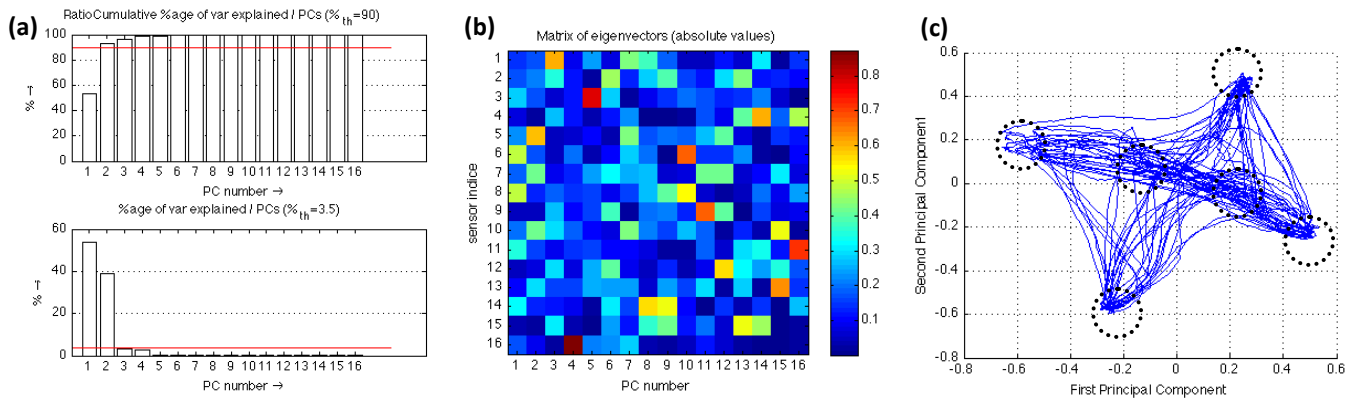 (a)
RatioCumulative %age of var explained / PCs (%th=90)
100
80
60
40
20
0
% →
1 2 3 4 5 6 7 8 9 10 11 12 13 14 15 16
PC number →
%age of var explained / PCs (%th=3.5)
60
40
20
0
% →
1 2 3 4 5 6 7 8 9 10 11 12 13 14 15 16
PC number →
(b)
Matrix of eigenvectors (absolute values)
1
2
3
4
5
6
7
8
9
10
11
12
13
14
15
16
sensor indice
1 2 3 4 5 6 7 8 9 10 11 12 13 14 15 16
PC number
0.8
0.7
0.6
0.5
0.4
0.3
0.2
0.1
(c)
0.6
0.4
0.2
0
-0.2
-0.4
-0.6
-0.8
Second Principal Component
-0.8 -0.6 -0.4 -0.2 0 0.2 0.4 0.6 0.8
First Principal Component